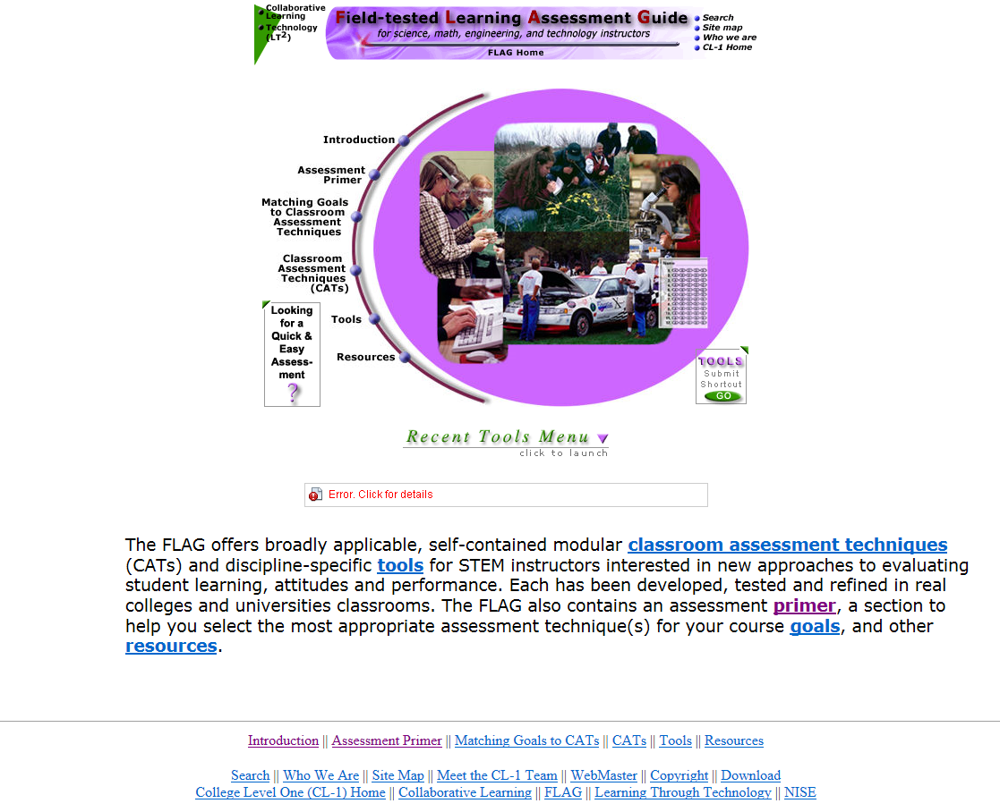 Collaborative
Learning
Technology
(LT2)
Field-tested Learning Assessment Guide
for science, math, engineering, and technology instructors
FLAG Home
Search
Site map
Who we are
CL-1 Home
Introduction
Assessment
Primer
Matching Goals
to Classroom
Assessment
Techniques
Classroom
Assessment
Techniques
(CATs)
Tools
Resources
Looking
for a
Quick &
Easy
Assess-
ment
?
TOOLS
Submit
Shortcut
GO
Recent Tools Menu
click to launch
Error. Click for details
The FLAG offers broadly applicable, self-contained modular classroom assessment techniques
(CATs) and discipline-specific tools for STEM instructors interested in new approaches to evaluating
student learning, attitudes and performance. Each has been developed, tested and refined in real
colleges and universities classrooms. The FLAG also contains an assessment primer, a section to
help you select the most appropriate assessment technique(s) for your course goals, and other
resources.
Introduction || Assessment Primer || Matching Goals to CATs || CATs || Tools || Resources
Search || Who We Are || Site Map || Meet the CL-1 Team || WebMaster || Copyright || Download
College Level One (CL-1) Home || Collaborative Learning || FLAG || Learning Through Technology || NISE